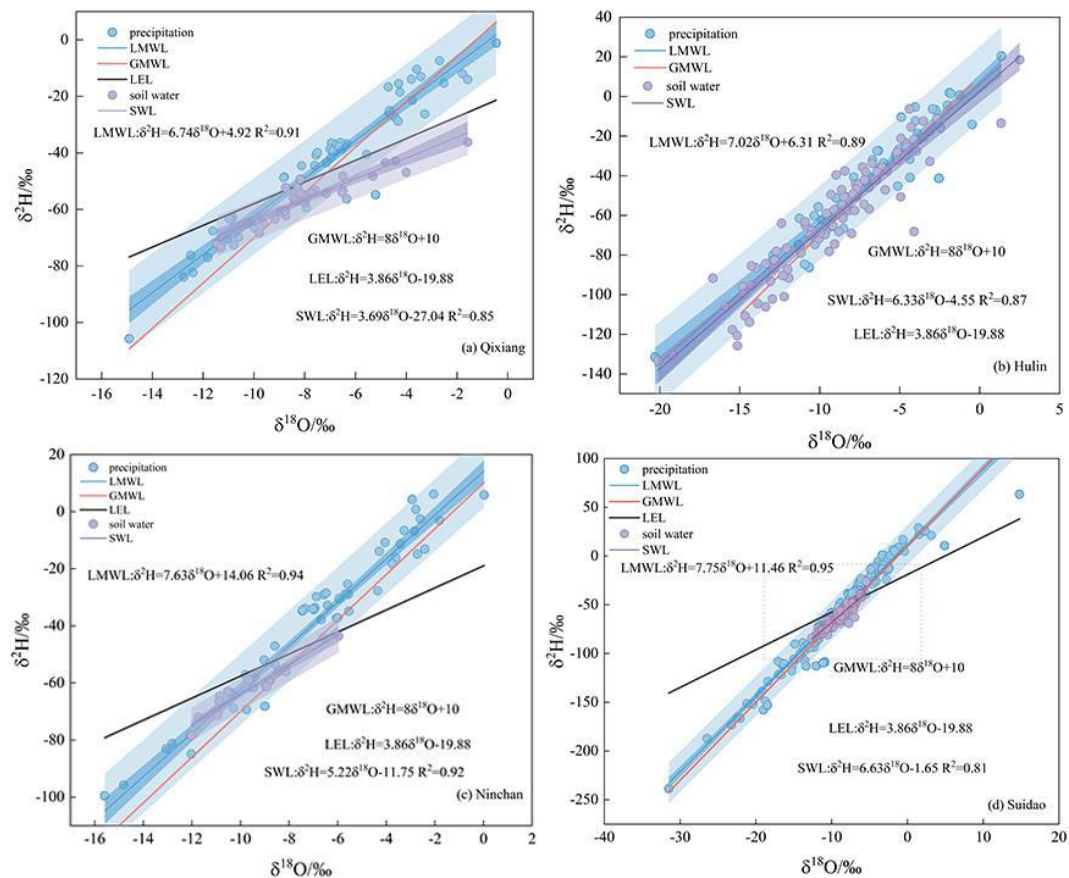 precipitation
LMWL
GMWL
LEL
soil water
SWL
LMWL:δ²H=6.74δ¹⁸O+4.92 R²=0.91
GMWL:δ²H=8δ¹⁸O+10
LEL:δ²H=3.86δ¹⁸O-19.88
SWL:δ²H=3.69δ¹⁸O-27.04 R²=0.85
(a) Qixiang
0
-20
-40
-60
-80
-100
-120
δ²H/‰
-16 -14 -12 -10 -8 -6 -4 -2 0
δ¹⁸O/‰
precipitation
LMWL
GMWL
soil water
SWL
LMWL:δ²H=7.02δ¹⁸O+6.31 R²=0.89
GMWL:δ²H=8δ¹⁸O+10
SWL:δ²H=6.33δ¹⁸O-4.55 R²=0.87
LEL:δ²H=3.86δ¹⁸O-19.88
(b) Hulin
40
20
0
-20
-40
-60
-80
-100
-120
-140
δ²H/‰
-20 -15 -10 -5 0 5
δ¹⁸O/‰
precipitation
LMWL
GMWL
LEL
soil water
SWL
LMWL:δ²H=7.63δ¹⁸O+14.06 R²=0.94
GMWL:δ²H=8δ¹⁸O+10
LEL:δ²H=3.86δ¹⁸O-19.88
SWL:δ²H=5.22δ¹⁸O-11.75 R²=0.92
(c) Ninchan
20
0
-20
-40
-60
-80
-100
δ²H/‰
-16 -14 -12 -10 -8 -6 -4 -2 0 2
δ¹⁸O/‰
precipitation
LMWL
GMWL
LEL
soil water
SWL
LMWL:δ²H=7.75δ¹⁸O+11.46 R²=0.95
GMWL:δ²H=8δ¹⁸O+10
LEL:δ²H=3.86δ¹⁸O-19.88
SWL:δ²H=6.63δ¹⁸O-1.65 R²=0.81
(d) Suidao
100
50
0
-50
-100
-150
-200
-250
δ²H/‰
-40 -30 -20 -10 0 10 20
δ¹⁸O/‰